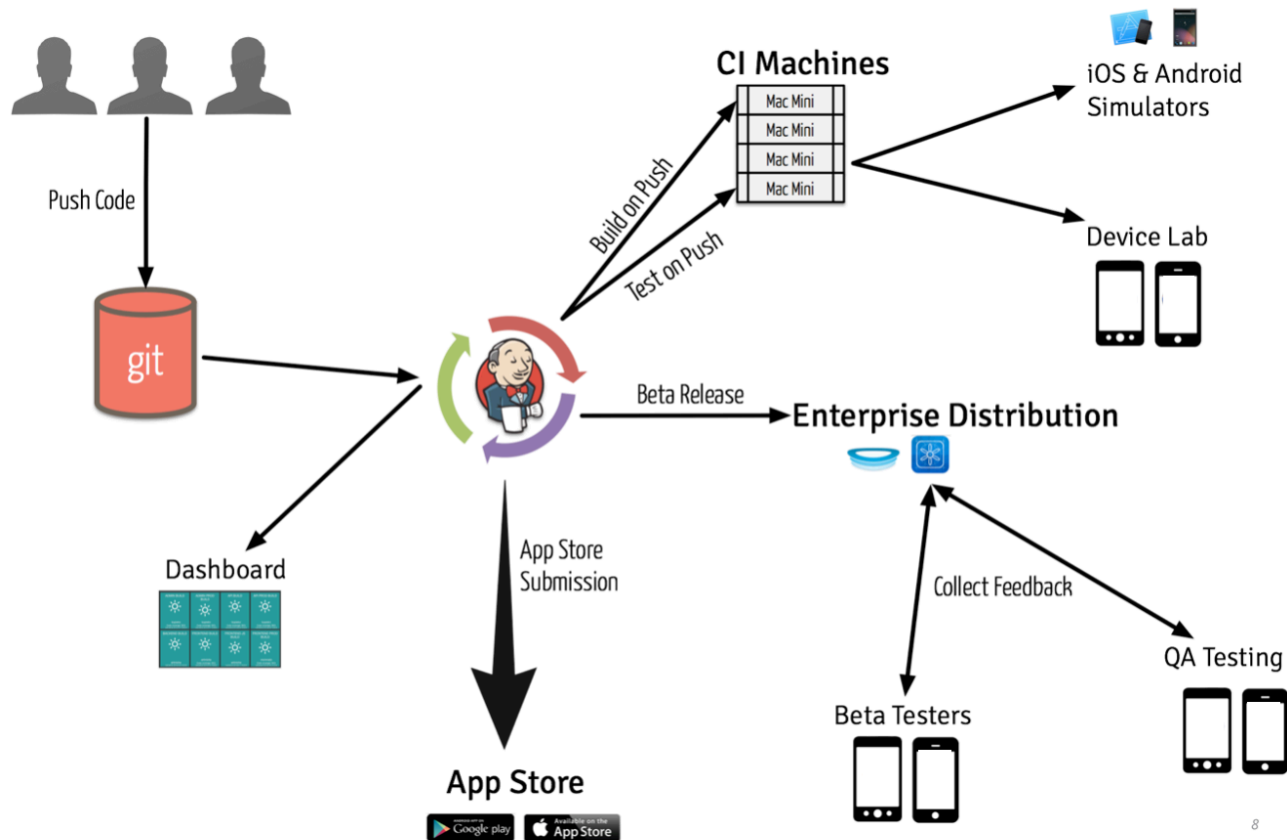 CI Machines
Mac Mini
Mac Mini
Mac Mini
Mac Mini
iOS & Android
Simulators
Push Code
Build on Push
Test on Push
Device Lab
git
Beta Release
Enterprise Distribution
Dashboard
App Store
Submission
Collect Feedback
QA Testing
Beta Testers
App Store
Google play
Available on the
App Store
8